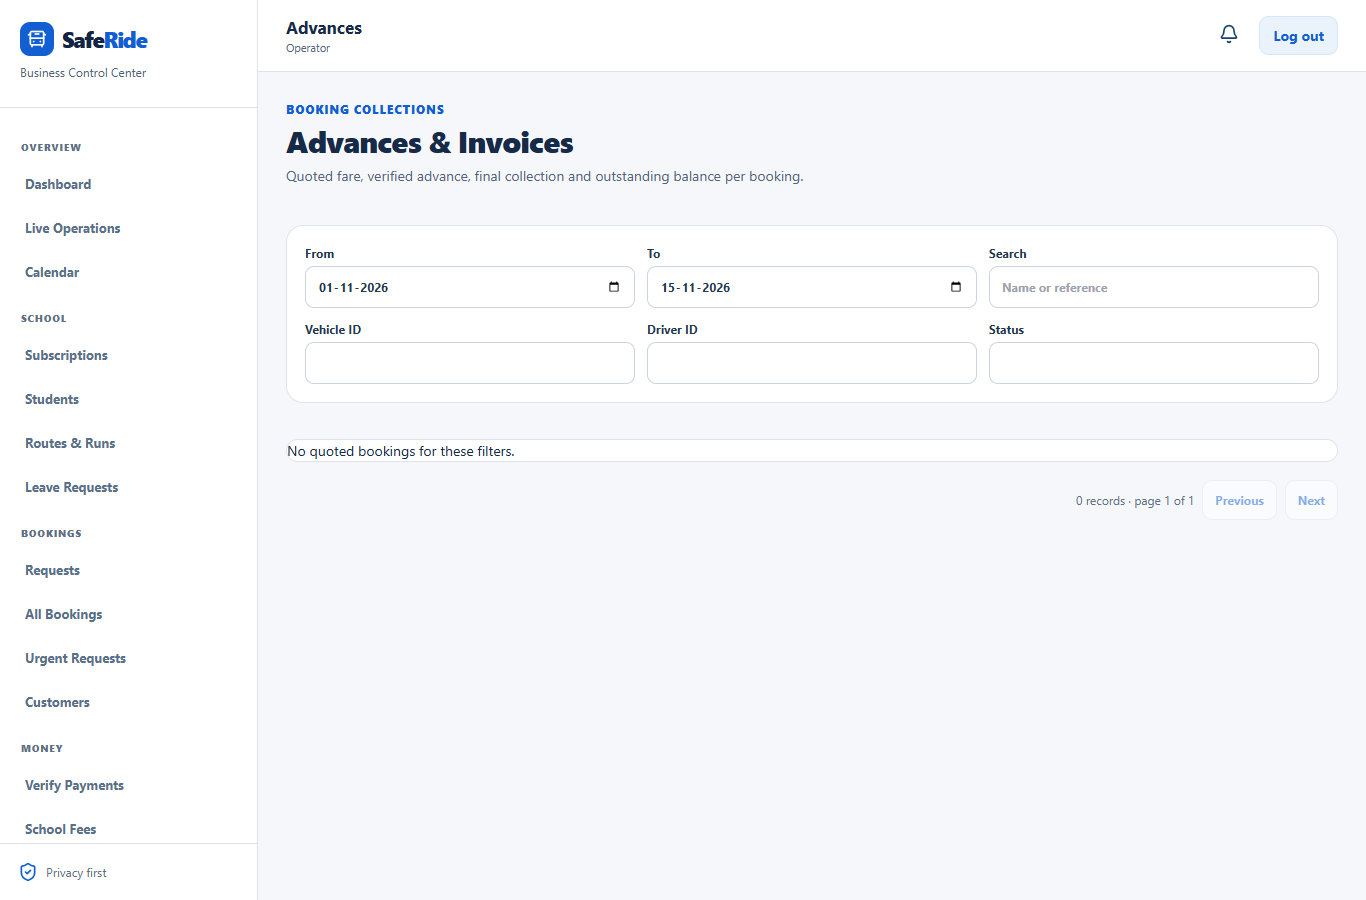 SafeRide
Business Control Center
OVERVIEW
Dashboard
Live Operations
Calendar
SCHOOL
Subscriptions
Students
Routes & Runs
Leave Requests
BOOKINGS
Requests
All Bookings
Urgent Requests
Customers
MONEY
Verify Payments
School Fees
Privacy first
Advances
Operator
Log out
BOOKING COLLECTIONS
Advances & Invoices
Quoted fare, verified advance, final collection and outstanding balance per booking.
From To Search
01-11-2026 15-11-2026 Name or reference
Vehicle ID Driver ID Status
No quoted bookings for these filters.
0 records · page 1 of 1 Previous Next